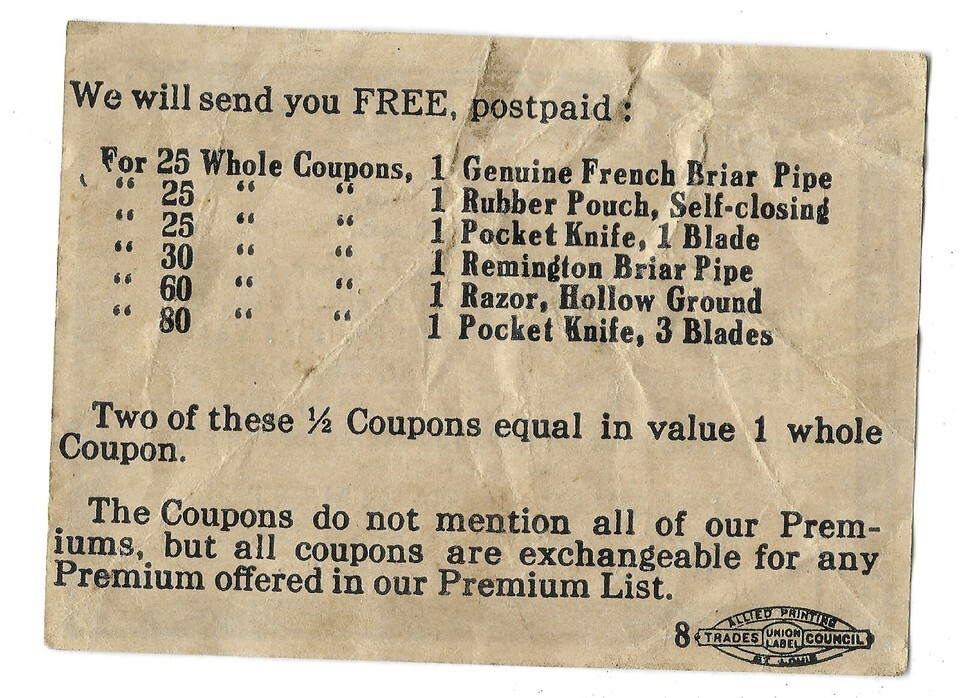 We will send you FREE, postpaid :
For 25 Whole Coupons, 1 Genuine French Briar Pipe
“ 25 “ “ 1 Rubber Pouch, Self-closing
“ 25 “ “ 1 Pocket Knife, 1 Blade
“ 30 “ “ 1 Remington Briar Pipe
“ 60 “ “ 1 Razor, Hollow Ground
“ 80 “ “ 1 Pocket Knife, 3 Blades
Two of these ½ Coupons equal in value 1 whole
Coupon.
The Coupons do not mention all of our Prem-
iums, but all coupons are exchangeable for any
Premium offered in our Premium List.
8
ALLIED PRINTING
TRADES UNION LABEL COUNCIL
ST. LOUIS